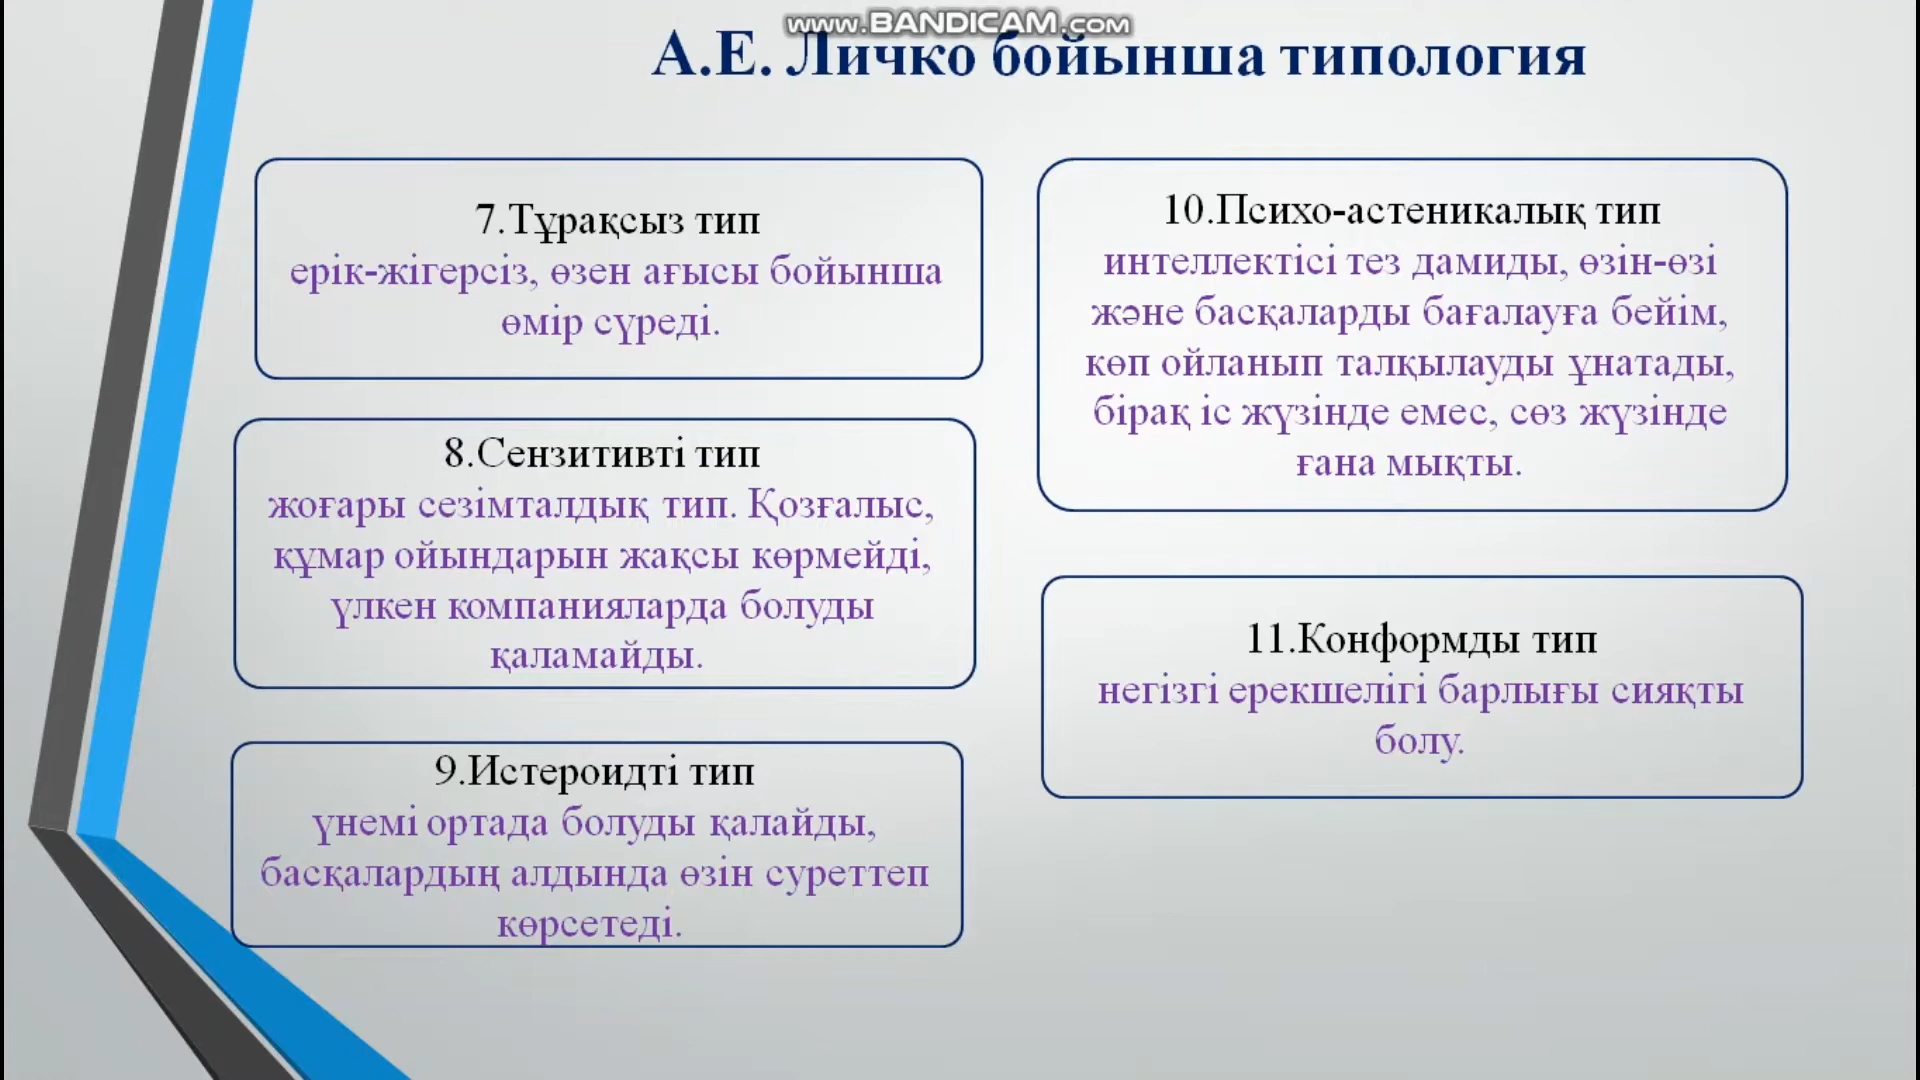 www.BANDICAM.com
А.Е. Личко бойынша типология
7.Тұрақсыз тип
ерік-жігерсіз, өзен ағысы бойынша
өмір сүреді.
8.Сензитивті тип
жоғары сезімталдық тип. Қозғалыс,
құмар ойындарын жақсы көрмейді,
үлкен компанияларда болуды
қаламайды.
9.Истероидті тип
үнемі ортада болуды қалайды,
басқалардың алдында өзін суреттеп
көрсетеді.
10.Психо-астеникалық тип
интеллектісі тез дамиды, өзін-өзі
және басқаларды бағалауға бейім,
көп ойланып талқылауды ұнатады,
бірақ іс жүзінде емес, сөз жүзінде
ғана мықты.
11.Конформды тип
негізгі ерекшелігі барлығы сияқты
болу.